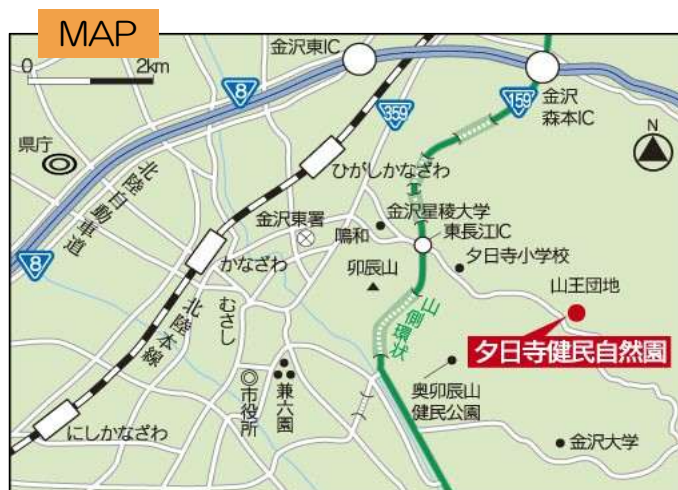 MAP
0 2km
金沢東IC
8
359
159
金沢
森本IC
N
県庁
北陸自動車道
ひがしかなざわ
金沢星稜大学
金沢東署
鳴和
東長江IC
夕日寺小学校
8
かなざわ
卯辰山
山王団地
北陸本線
むさし
山側環状
夕日寺健民自然園
市役所
兼六園
奥卯辰山
健民公園
にしかなざわ
金沢大学